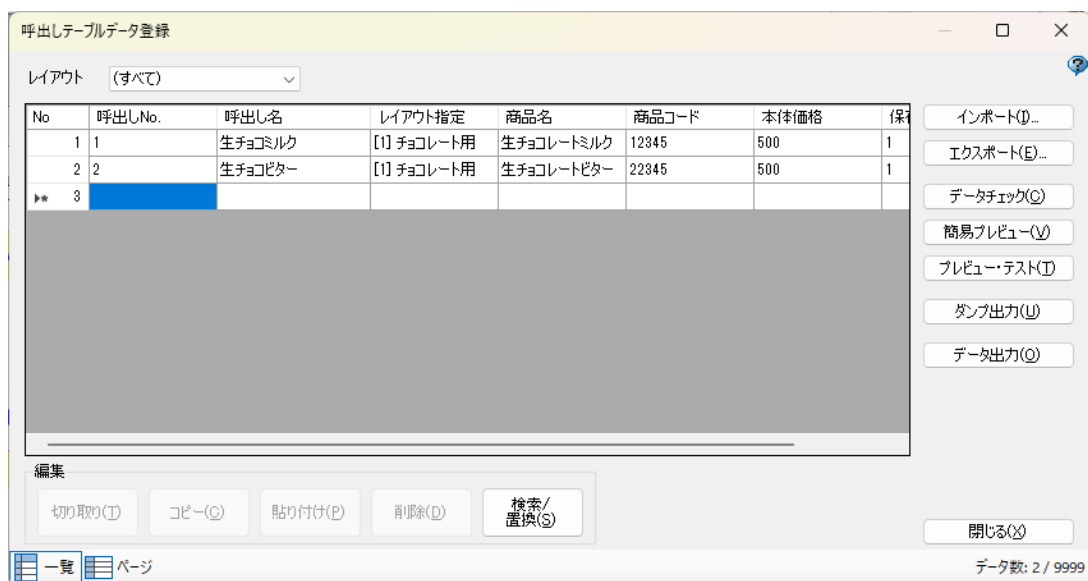 呼出しテーブルデータ登録
レイアウト (すべて)
No 呼出しNo. 呼出し名 レイアウト指定 商品名 商品コード 本体価格
1 1 生チョコミルク [1] チョコレート用 生チョコレートミルク 12345 500 1
2 2 生チョコビター [1] チョコレート用 生チョコレートビター 22345 500 1
3
インポート(I)...
エクスポート(E)...
データチェック(C)
簡易プレビュー(V)
プレビュー・テスト(T)
ダンプ出力(U)
データ出力(O)
編集
切り取り(T) コピー(C) 貼り付け(P) 削除(D) 検索/
置換(S)
閉じる(X)
一覧 ページ データ数: 2 / 9999